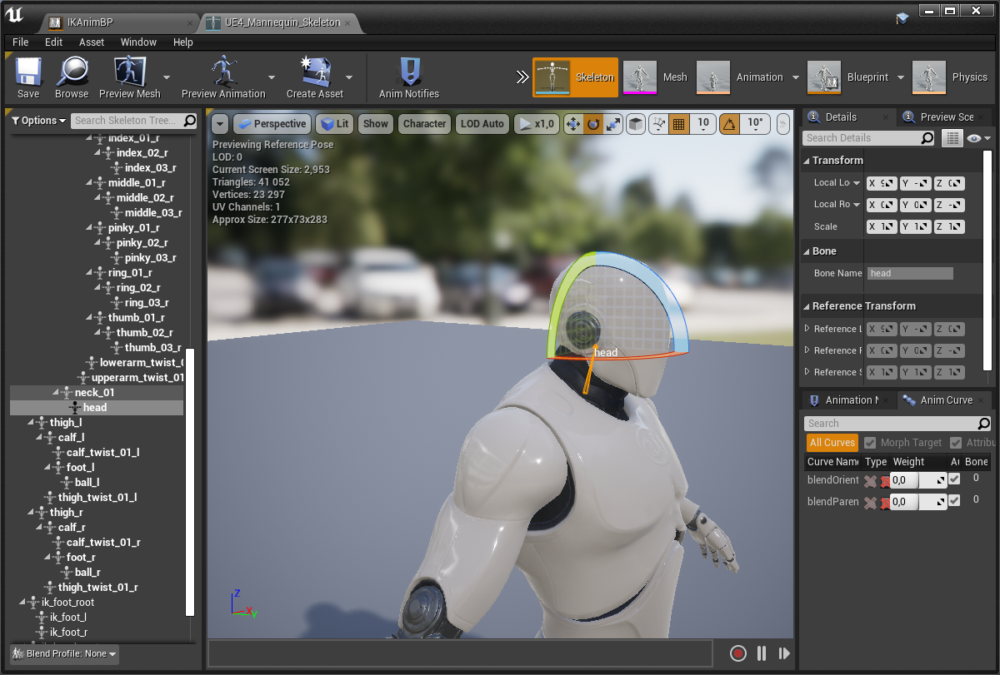 IKAnimBP
UE4_Mannequin_Skeleton
File Edit Asset Window Help
Save Browse Preview Mesh Preview Animation Create Asset Anim Notifies
Skeleton Mesh Animation Blueprint Physics
Options Search Skeleton Tree...
index_01_r
index_02_r
index_03_r
middle_01_r
middle_02_r
middle_03_r
pinky_01_r
pinky_02_r
pinky_03_r
ring_01_r
ring_02_r
ring_03_r
thumb_01_r
thumb_02_r
thumb_03_r
lowerarm_twist_0
upperarm_twist_01
neck_01
head
thigh_l
calf_l
calf_twist_01_l
foot_l
ball_l
thigh_twist_01_l
thigh_r
calf_r
calf_twist_01_r
foot_r
ball_r
thigh_twist_01_r
ik_foot_root
ik_foot_l
ik_foot_r
Blend Profile: None
Perspective Lit Show Character LOD Auto x1,0 10 10°
Previewing Reference Pose
LOD: 0
Current Screen Size: 2,953
Triangles: 41 052
Vertices: 23 297
UV Channels: 1
Approx Size: 277x73x283
head
Z
X
Y
Details Preview Sce
Search Details
Transform
Local Lo X 9 Y - Z 0
Local Ro X 0 Y 0 Z -
Scale X 1 Y 1 Z 1
Bone
Bone Name head
Reference Transform
Reference L X 9 Y - Z 0
Reference R X 0 Y 0 Z -
Reference S X 1 Y 1 Z 1
Animation N Anim Curve
Search
All Curves Morph Target Attribu
Curve Name Type Weight Au Bone
blendOrient 0,0 0
blendParen 0,0 0